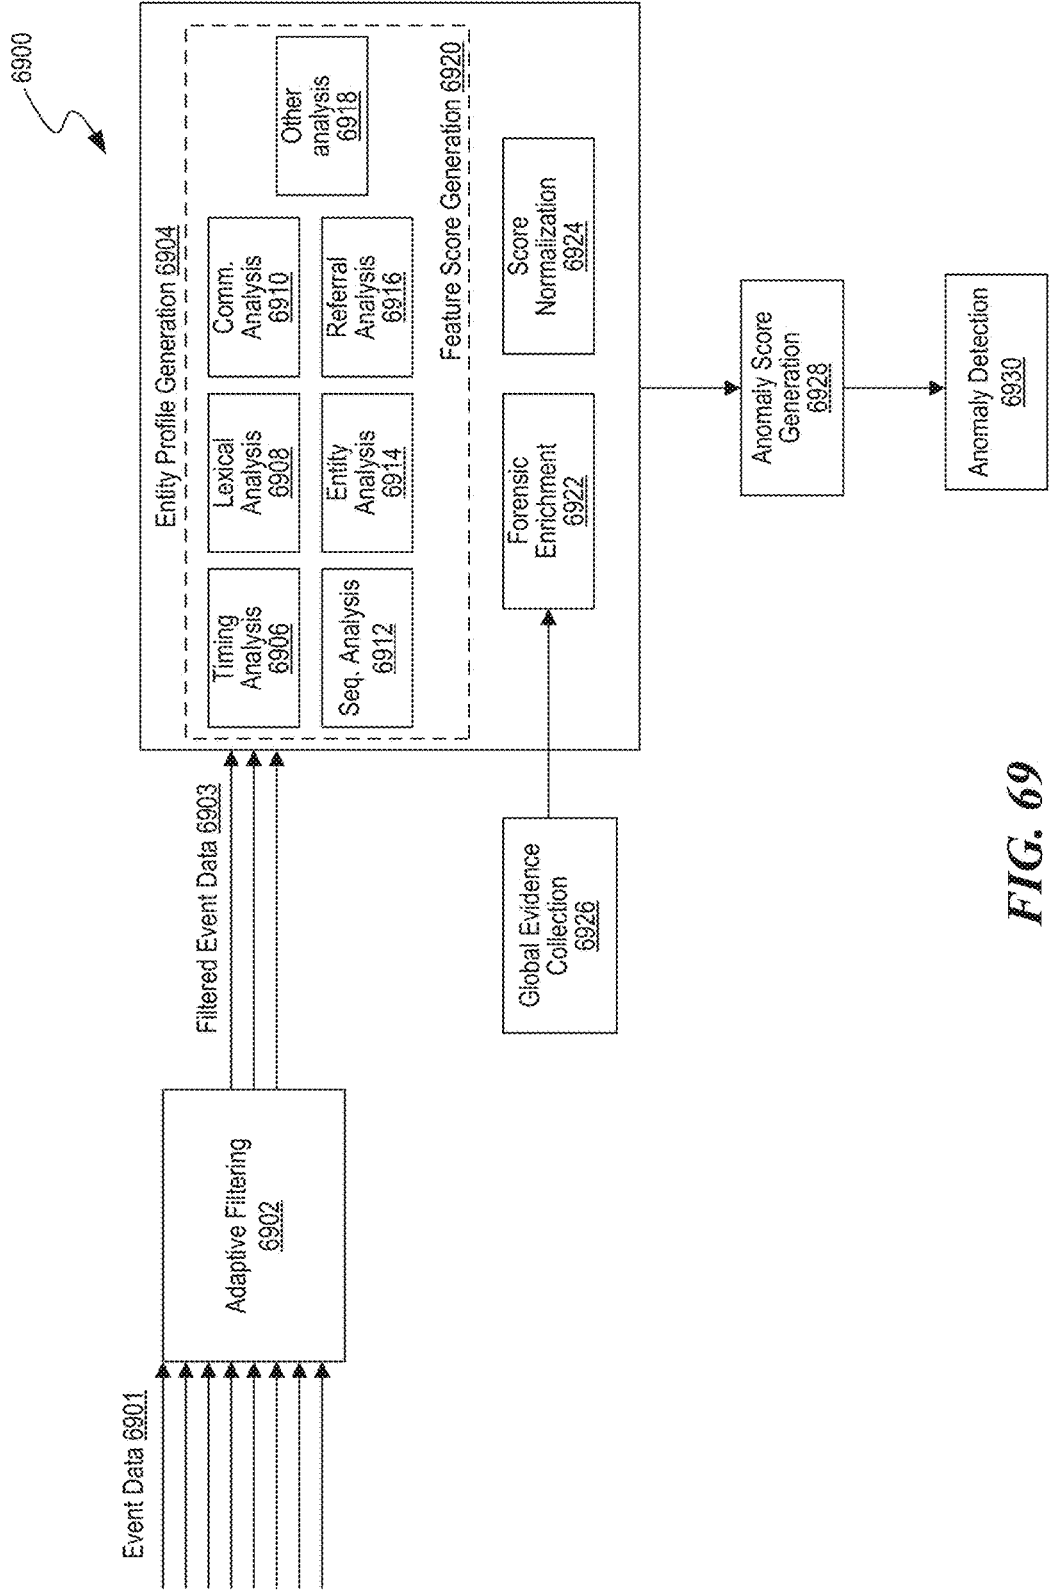 6900
Event Data 6901
Adaptive Filtering
6902
Filtered Event Data 6903
Entity Profile Generation 6904
Timing
Analysis
6906
Lexical
Analysis
6908
Comm.
Analysis
6910
Seq. Analysis
6912
Entity
Analysis
6914
Referral
Analysis
6916
Other
analysis
6918
Feature Score Generation 6920
Global Evidence
Collection
6926
Forensic
Enrichment
6922
Score
Normalization
6924
Anomaly Score
Generation
6928
Anomaly Detection
6930
FIG. 69